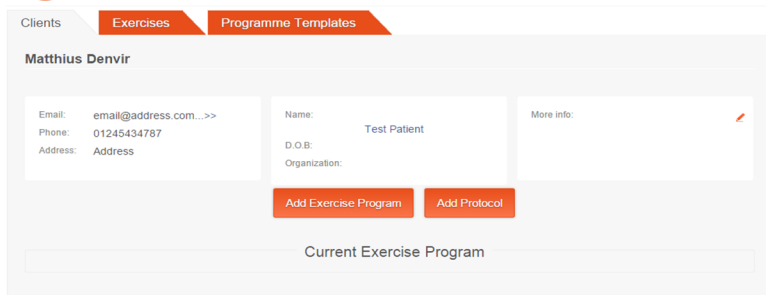 Clients Exercises Programme Templates
Matthius Denvir
Email: email@address.com...>>
Phone: 01245434787
Address: Address
Name:
Test Patient
D.O.B:
Organization:
More info:
Add Exercise Program Add Protocol
Current Exercise Program